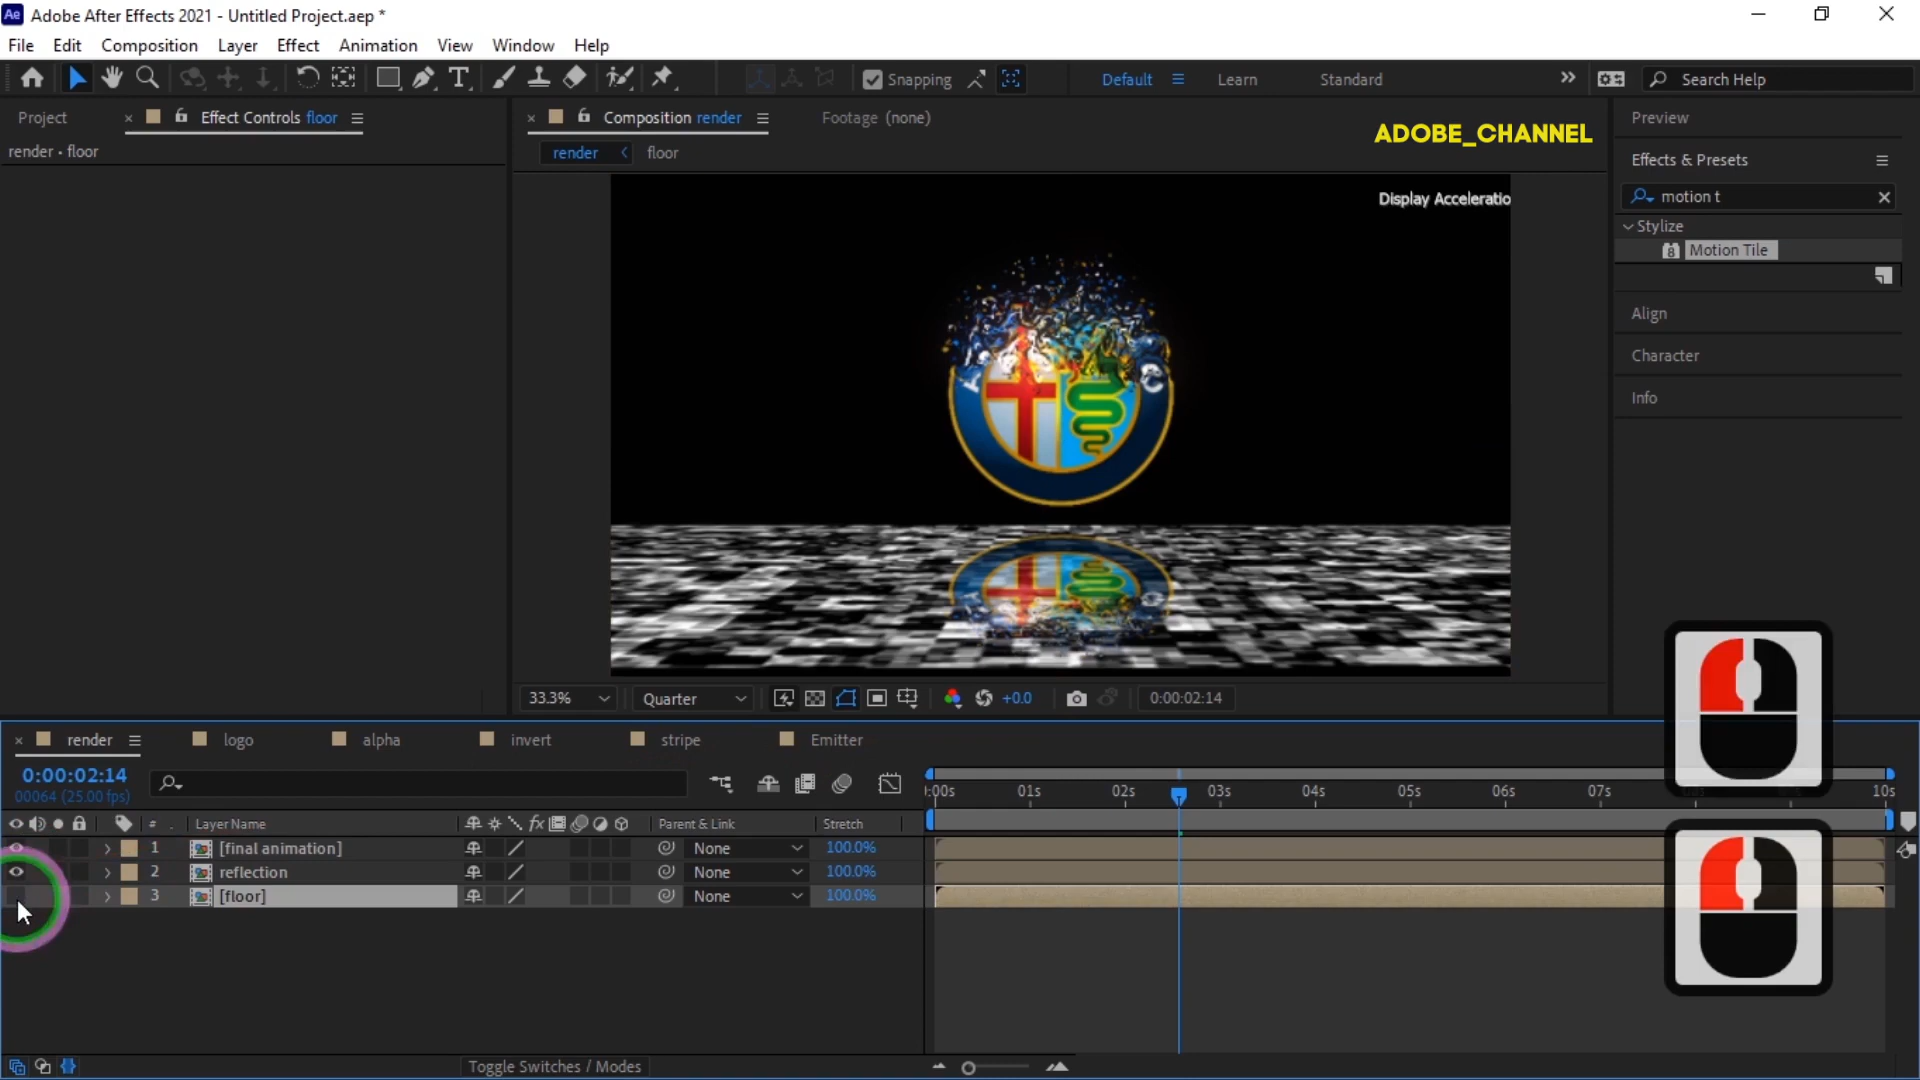 Ae Adobe After Effects 2021 - Untitled Project.aep *
File Edit Composition Layer Effect Animation View Window Help
Snapping Default Learn Standard Search Help
Project Effect Controls floor
render • floor
Composition render Footage (none)
render floor
ADOBE_CHANNEL
Display Acceleratio
33.3% Quarter +0.0 0:00:02:14
Preview
Effects & Presets
motion t
Stylize
8 Motion Tile
Align
Character
Info
render logo alpha invert stripe Emitter
0:00:02:14
00064 (25.00 fps)
:00s 01s 02s 03s 04s 05s 06s 07s 10s
# Layer Name fx Parent & Link Stretch
1 [final animation] None 100.0%
2 reflection None 100.0%
3 [floor] None 100.0%
Toggle Switches / Modes